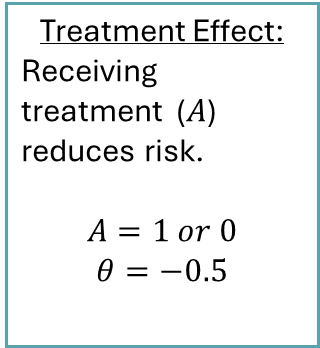 Treatment Effect:
Receiving
treatment (A)
reduces risk.
A = 1 or 0
θ = −0.5